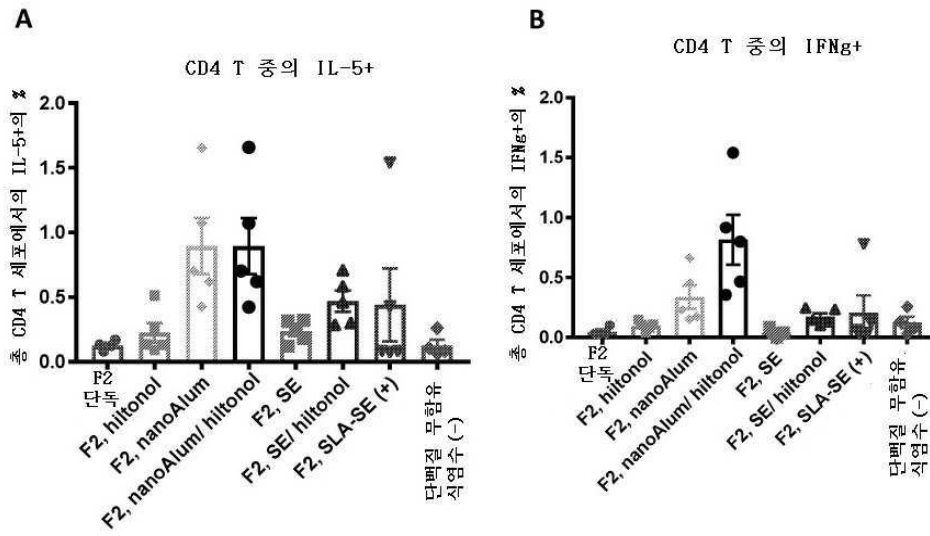 A
CD4 T 중의 IL-5+
총 CD4 T 세포에서의 IL-5+의 %
2.0
1.5
1.0
0.5
0.0
F2
단독
F2, hiltonol
F2, nanoAlum
F2, nanoAlum/ hiltonol
F2, SE
F2, SE/ hiltonol
F2, SLA-SE (+)
단백질 무함유
식염수 (-)
B
CD4 T 중의 IFNg+
총 CD4 T 세포에서의 IFNg+의 %
2.0
1.5
1.0
0.5
0.0
F2
단독
F2, hiltonol
F2, nanoAlum
F2, nanoAlum/ hiltonol
F2, SE
F2, SE/ hiltonol
F2, SLA-SE (+)
단백질 무함유
식염수 (-)